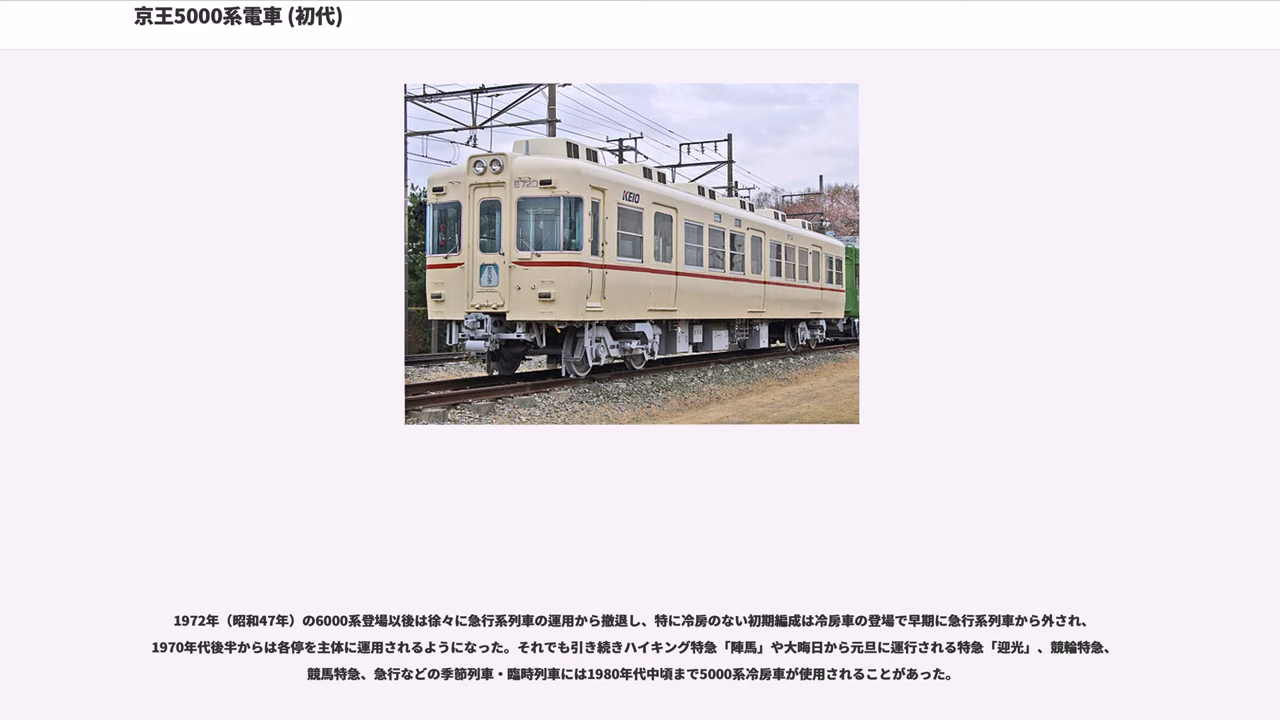 京王5000系電車 (初代)
KEIO
1972年（昭和47年）の6000系登場以後は徐々に急行系列車の運用から撤退し、特に冷房のない初期編成は冷房車の登場で早期に急行系列車から外され、
1970年代後半からは各停を主体に運用されるようになった。それでも引き続きハイキング特急「陣馬」や大晦日から元旦に運行される特急「迎光」、競輪特急、
競馬特急、急行などの季節列車・臨時列車には1980年代中頃まで5000系冷房車が使用されることがあった。